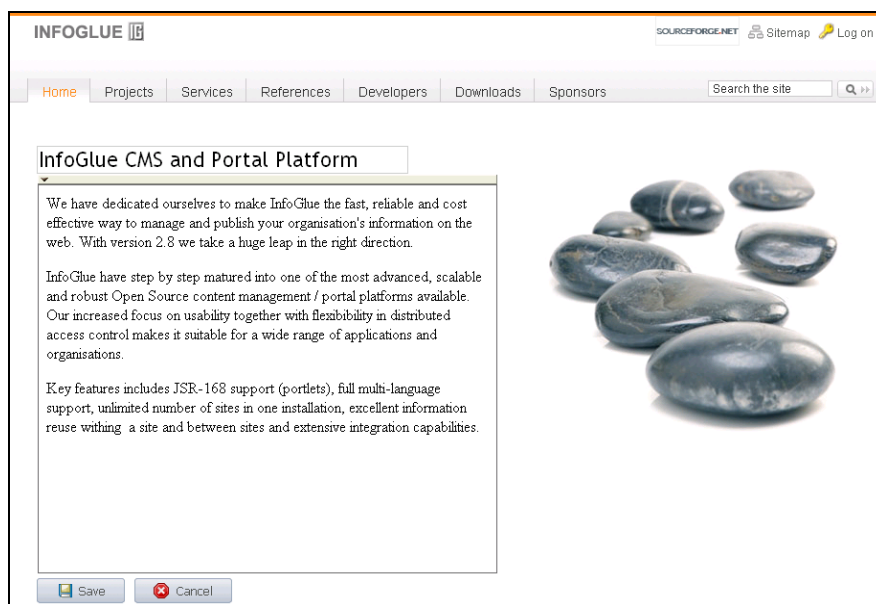 INFOGLUE
SOURCEFORGE.NET Sitemap Log on
Home Projects Services References Developers Downloads Sponsors Search the site
InfoGlue CMS and Portal Platform
We have dedicated ourselves to make InfoGlue the fast, reliable and cost
effective way to manage and publish your organisation's information on the
web. With version 2.8 we take a huge leap in the right direction.
InfoGlue have step by step matured into one of the most advanced, scalable
and robust Open Source content management / portal platforms available.
Our increased focus on usability together with flexibibility in distributed
access control makes it suitable for a wide range of applications and
organisations.
Key features includes JSR-168 support (portlets), full multi-language
support, unlimited number of sites in one installation, excellent information
reuse withing a site and between sites and extensive integration capabilities.
Save Cancel